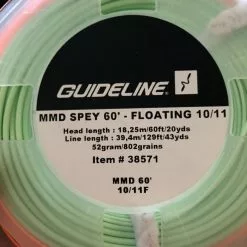 GUIDELINE
MMD SPEY 60' - FLOATING 10/11
Head length : 18,25m/60ft/20yds
Line length : 39,4m/129ft/43yds
52gram/802grains
Item # 38571
MMD 60'
10/11F